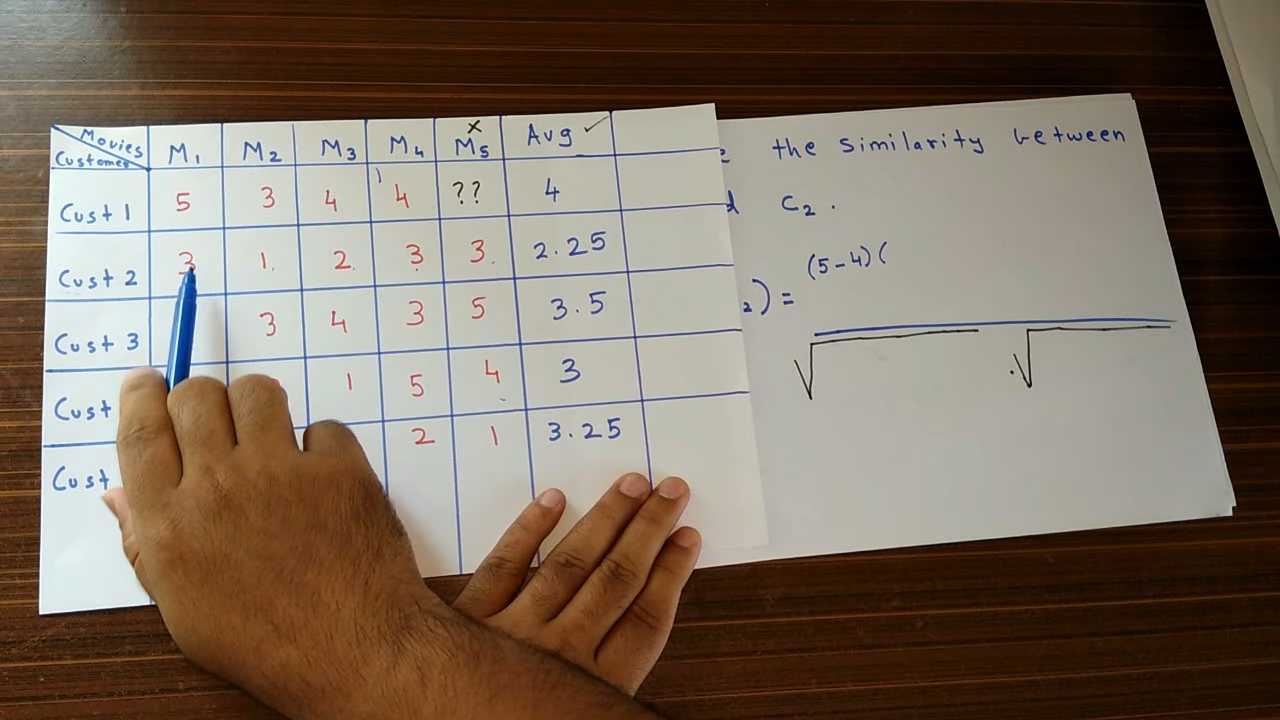 Movies
Customer M₁ M₂ M₃ M₄ M₅ Avg ✓
x
Cust 1 5 3 4 4 ?? 4
Cust 2 3 1 2 3 3 2.25
Cust 3 3 4 3 5 3.5
Cust 1 5 4 3
Cust 2 1 3.25
the similarity between
C₂.
(5-4)(
₂) =
√ . √